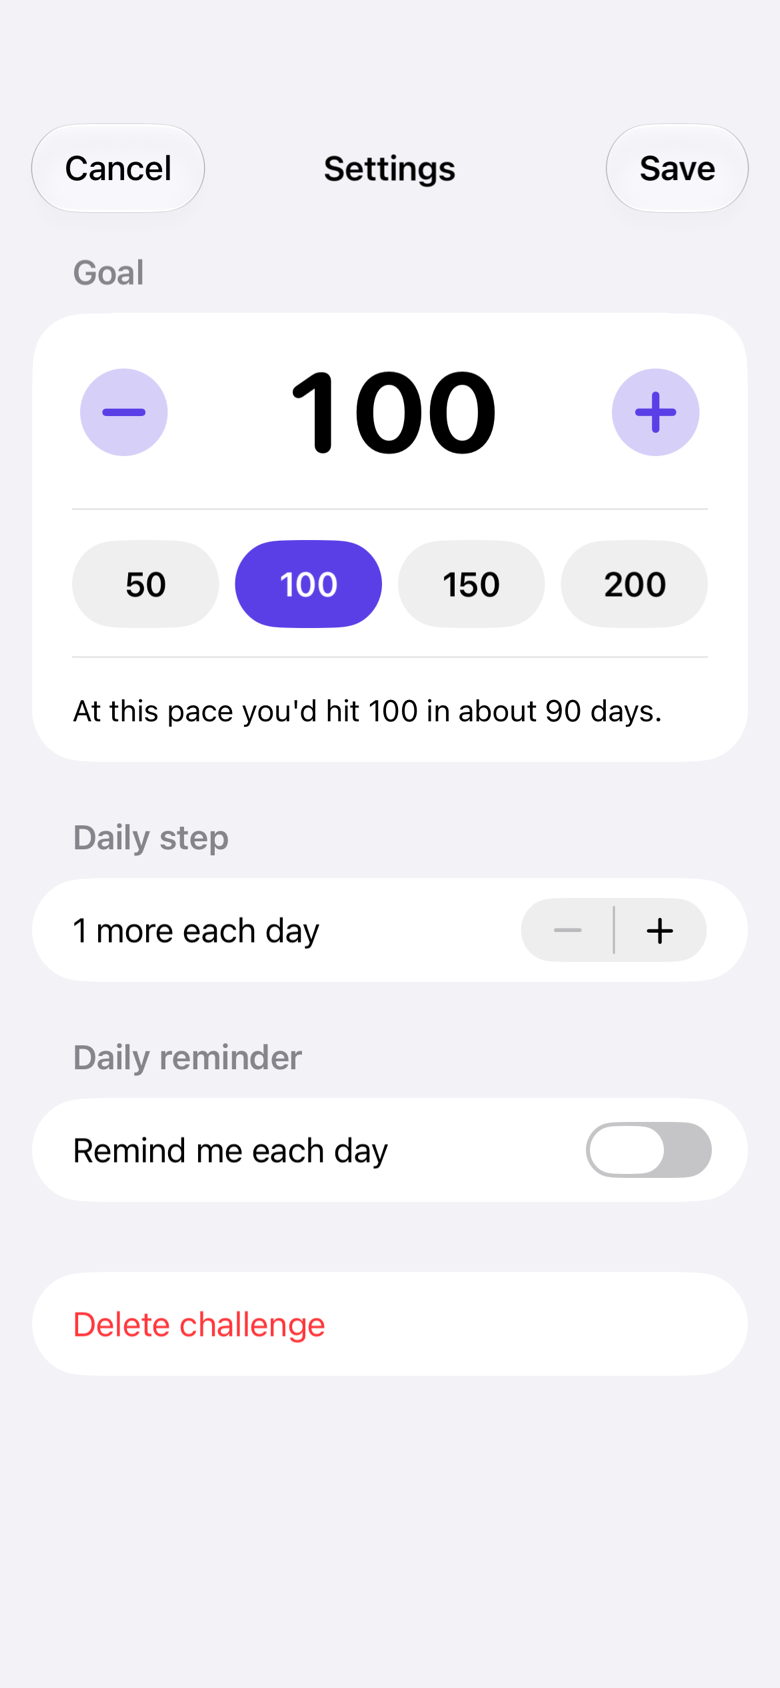 Cancel
Settings
Save
Goal
100
50
100
150
200
At this pace you'd hit 100 in about 90 days.
Daily step
1 more each day
Daily reminder
Remind me each day
Delete challenge